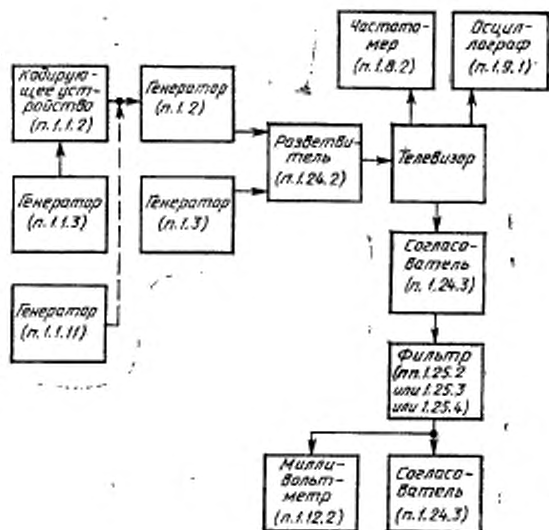 Частото-
мер
(п.1.8.2)
Осцил-
лограф
(п.1.9.1)
Кодирую-
щее уст-
ройство
(п.1.1.2)
Генератор
(п.1.2)
Разветви-
тель
(п.1.24.2)
Телевизор
Генератор
(п.1.1.3)
Генератор
(п.1.3)
Согласо-
ватель
(п.1.24.3)
Генератор
(п.1.1.11)
Фильтр
(пп.1.25.2
или 1.25.3
или 1.25.4)
Милли-
вольт-
метр
(п.1.12.2)
Согласо-
ватель
(п.1.24.3)